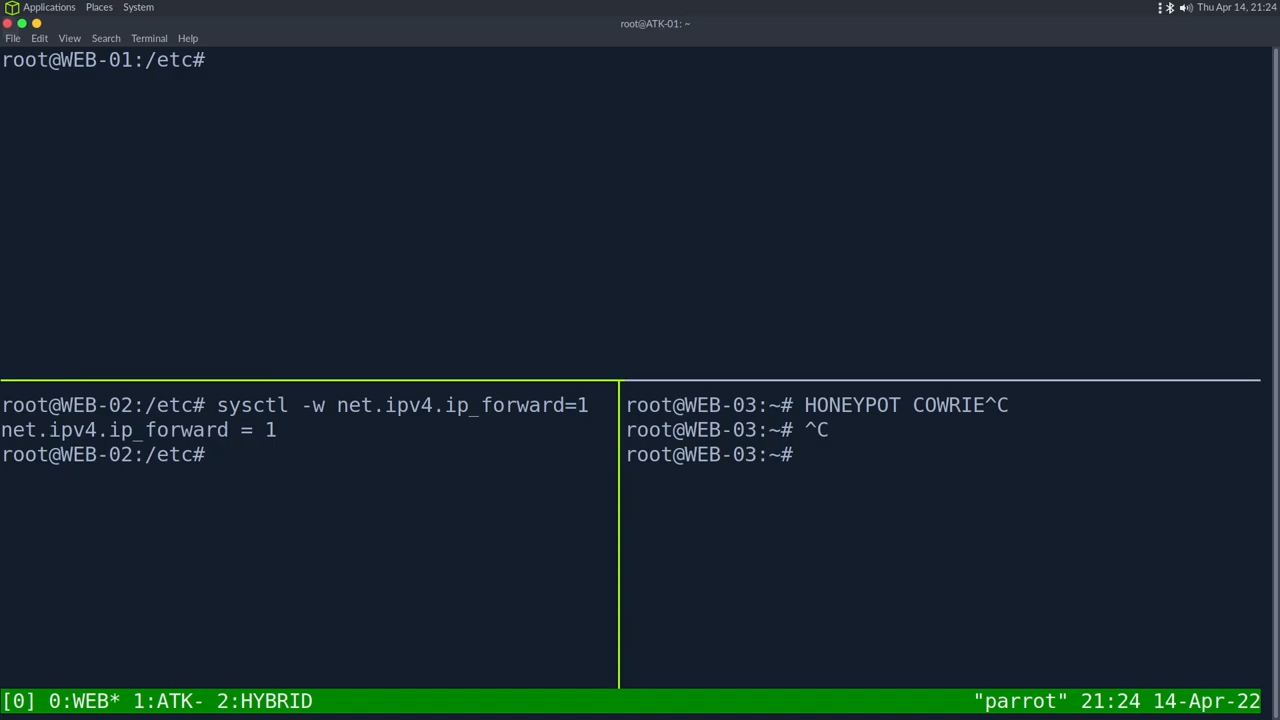 Applications Places System
Thu Apr 14, 21:24
root@ATK-01: ~
File Edit View Search Terminal Help
root@WEB-01:/etc#
root@WEB-02:/etc# sysctl -w net.ipv4.ip_forward=1
net.ipv4.ip_forward = 1
root@WEB-02:/etc#
root@WEB-03:~# HONEYPOT COWRIE^C
root@WEB-03:~# ^C
root@WEB-03:~#
[0] 0:WEB* 1:ATK- 2:HYBRID
"parrot" 21:24 14-Apr-22